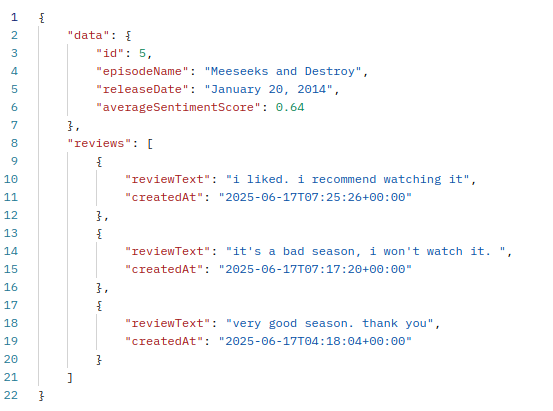 1 {
2 "data": {
3 "id": 5,
4 "episodeName": "Meeseeks and Destroy",
5 "releaseDate": "January 20, 2014",
6 "averageSentimentScore": 0.64
7 },
8 "reviews": [
9 {
10 "reviewText": "i liked. i recommend watching it",
11 "createdAt": "2025-06-17T07:25:26+00:00"
12 },
13 {
14 "reviewText": "it's a bad season, i won't watch it. ",
15 "createdAt": "2025-06-17T07:17:20+00:00"
16 },
17 {
18 "reviewText": "very good season. thank you",
19 "createdAt": "2025-06-17T04:18:04+00:00"
20 }
21 ]
22 }